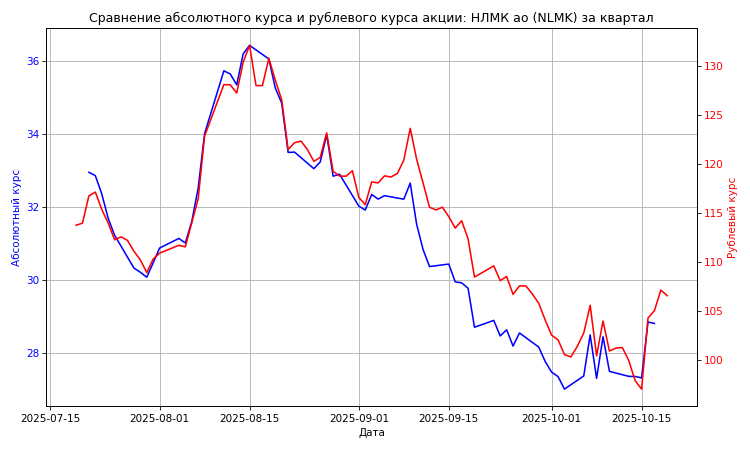 Сравнение абсолютного курса и рублевого курса акции: НЛМК ао (NLMK) за квартал
36
34
32
30
28
Абсолютный курс
130
125
120
115
110
105
100
Рублевый курс
2025-07-15 2025-08-01 2025-08-15 2025-09-01 2025-09-15 2025-10-01 2025-10-15
Дата